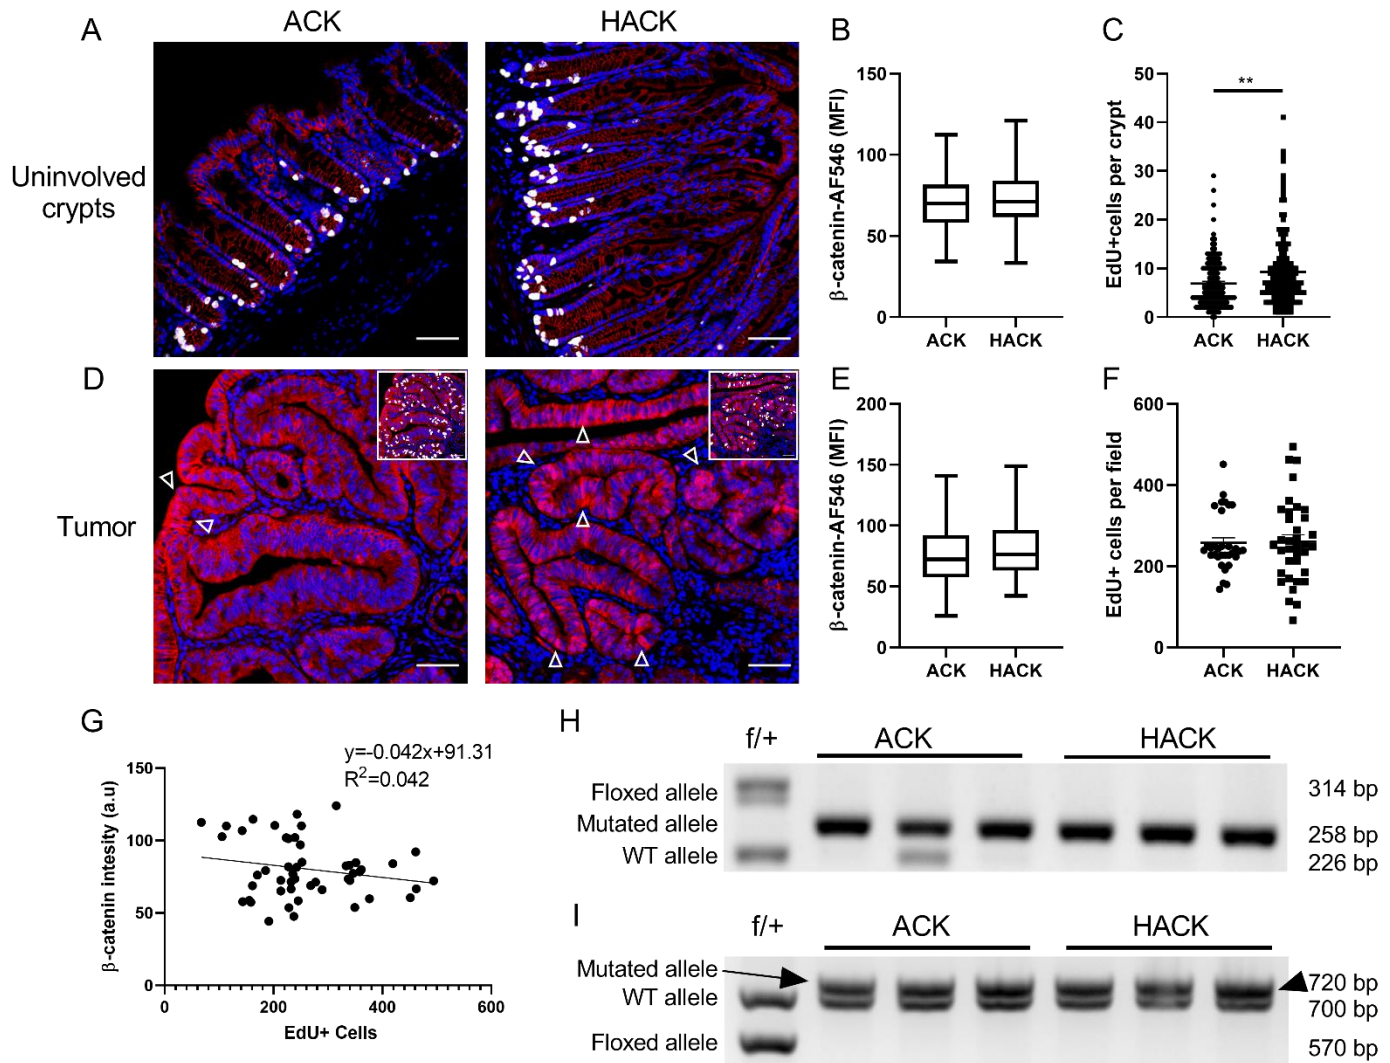 A
ACK
HACK
B
C
Uninvolved
crypts
β-catenin-AF546 (MFI)
150
100
50
0
ACK
HACK
EdU+cells per crypt
50
40
30
20
10
0
**
ACK
HACK
D
Tumor
E
F
β-catenin-AF546 (MFI)
200
150
100
50
0
ACK
HACK
EdU+ cells per field
600
400
200
0
ACK
HACK
G
y=-0.042x+91.31
R²=0.042
β-catenin intesity (a.u)
150
100
50
0
0
200
400
600
EdU+ Cells
H
f/+
ACK
HACK
Floxed allele
314 bp
Mutated allele
258 bp
WT allele
226 bp
I
f/+
ACK
HACK
Mutated allele
720 bp
WT allele
700 bp
Floxed allele
570 bp